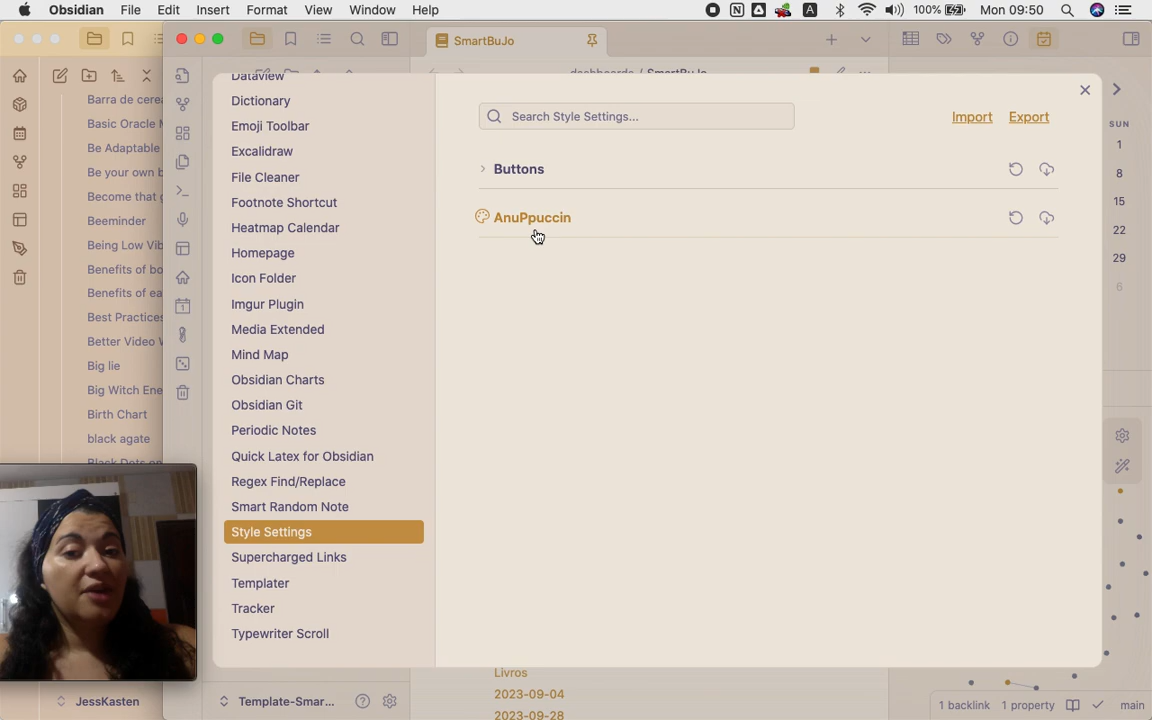 Obsidian File Edit Insert Format View Window Help
A 100% Mon 09:50
SmartBuJo
dashboards / SmartBuJo
Barra de cerea
Basic Oracle M
Be Adaptable
Be your own b
Become that g
Beeminder
Being Low Vib
Benefits of bo
Benefits of ea
Best Practices
Better Video W
Big lie
Big Witch Ene
Birth Chart
black agate
Black Dots on
JessKasten
Dataview
Dictionary
Emoji Toolbar
Excalidraw
File Cleaner
Footnote Shortcut
Heatmap Calendar
Homepage
Icon Folder
Imgur Plugin
Media Extended
Mind Map
Obsidian Charts
Obsidian Git
Periodic Notes
Quick Latex for Obsidian
Regex Find/Replace
Smart Random Note
Style Settings
Supercharged Links
Templater
Tracker
Typewriter Scroll
Template-Smar...
Search Style Settings...
Import Export
Buttons
AnuPpuccin
Livros
2023-09-04
2023-09-28
SUN
1
8
15
22
29
6
1 backlink 1 property main